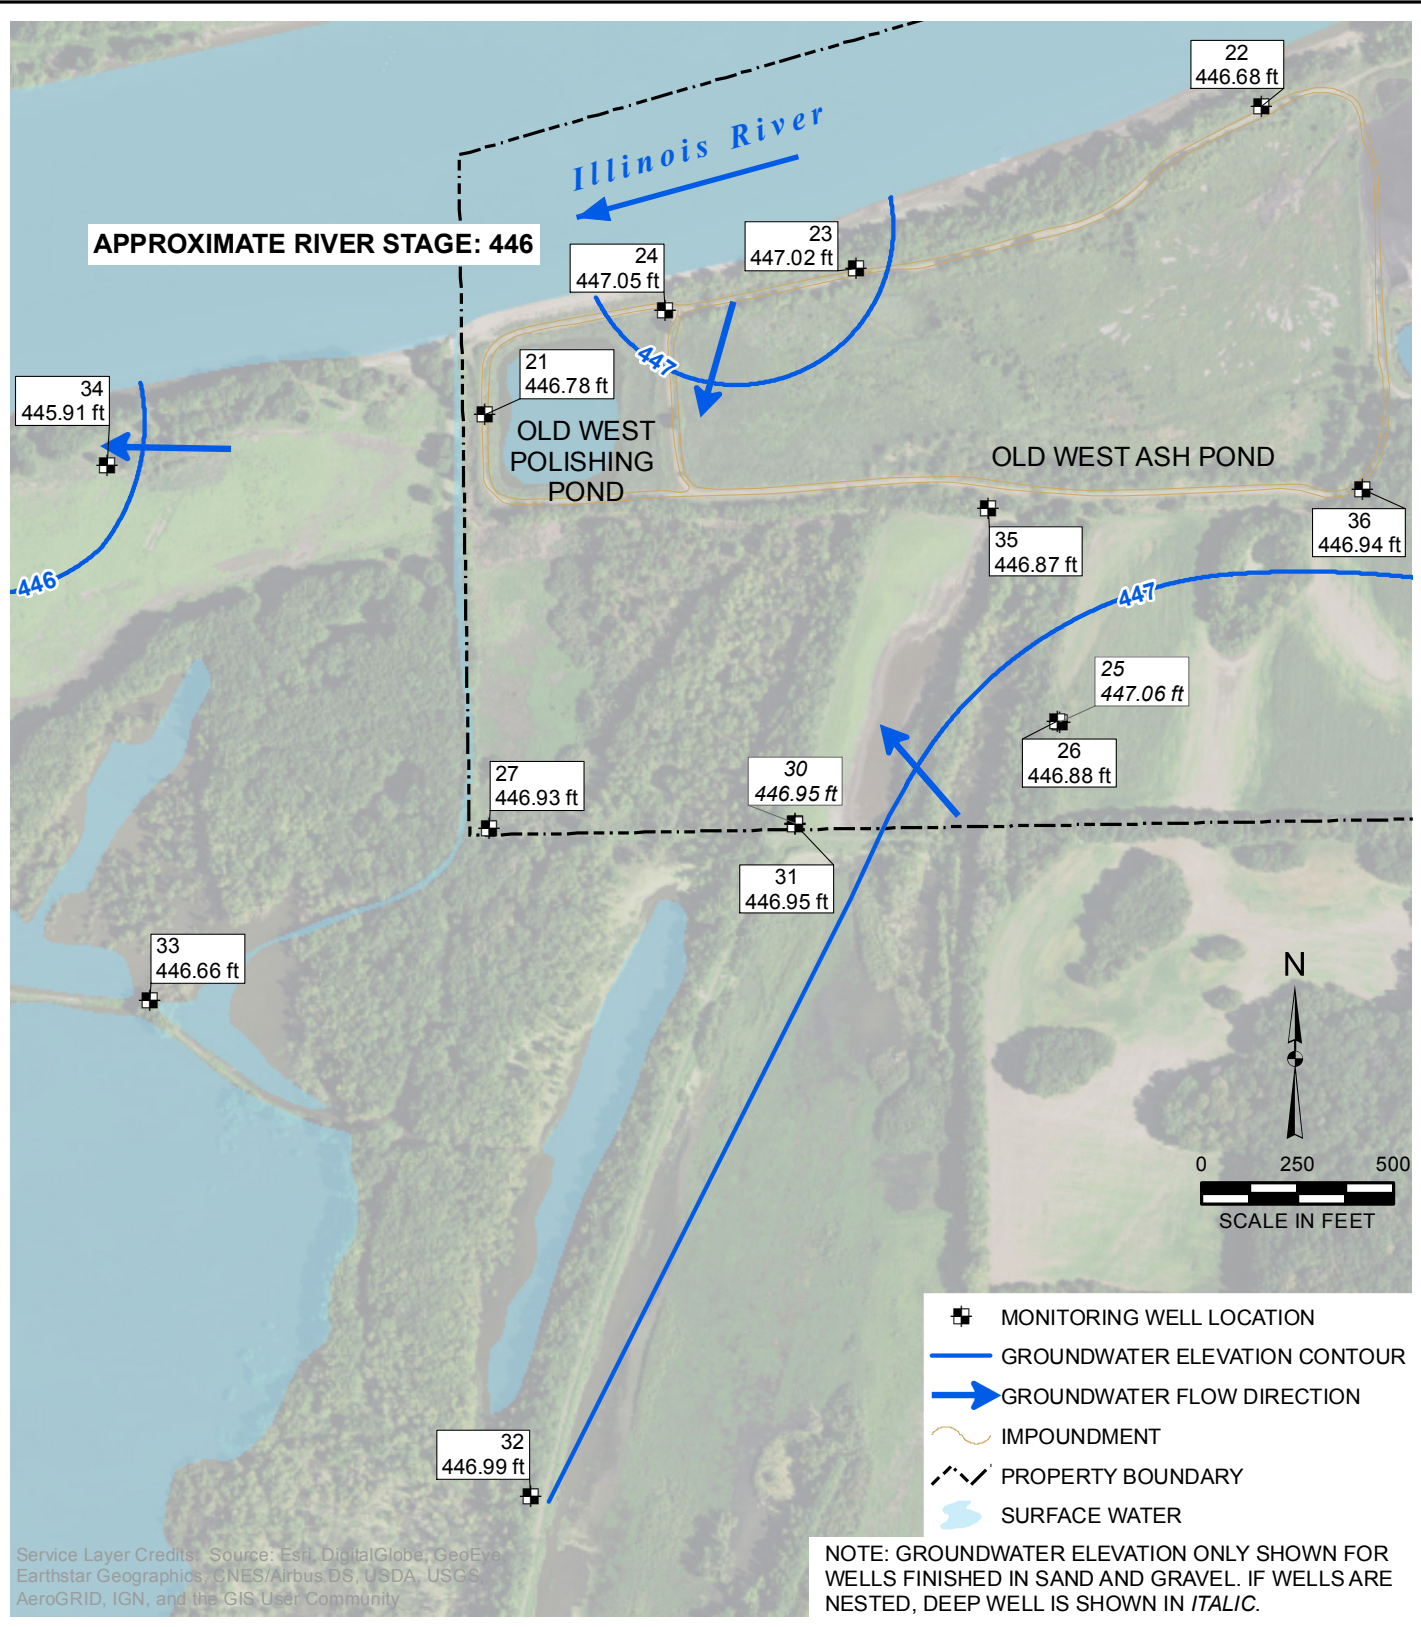 22
446.68 ft
Illinois River
23
447.02 ft
APPROXIMATE RIVER STAGE: 446
24
447.05 ft
447
21
446.78 ft
34
445.91 ft
OLD WEST
POLISHING
POND
OLD WEST ASH POND
36
446.94 ft
35
446.87 ft
446
447
25
447.06 ft
26
446.88 ft
27
446.93 ft
30
446.95 ft
31
446.95 ft
33
446.66 ft
N
0 250 500
SCALE IN FEET
32
446.99 ft
MONITORING WELL LOCATION
GROUNDWATER ELEVATION CONTOUR
GROUNDWATER FLOW DIRECTION
IMPOUNDMENT
PROPERTY BOUNDARY
SURFACE WATER
Service Layer Credits: Source: Esri, DigitalGlobe, GeoEye,
Earthstar Geographics, CNES/Airbus DS, USDA, USGS,
AeroGRID, IGN, and the GIS User Community
NOTE: GROUNDWATER ELEVATION ONLY SHOWN FOR
WELLS FINISHED IN SAND AND GRAVEL. IF WELLS ARE
NESTED, DEEP WELL IS SHOWN IN ITALIC.